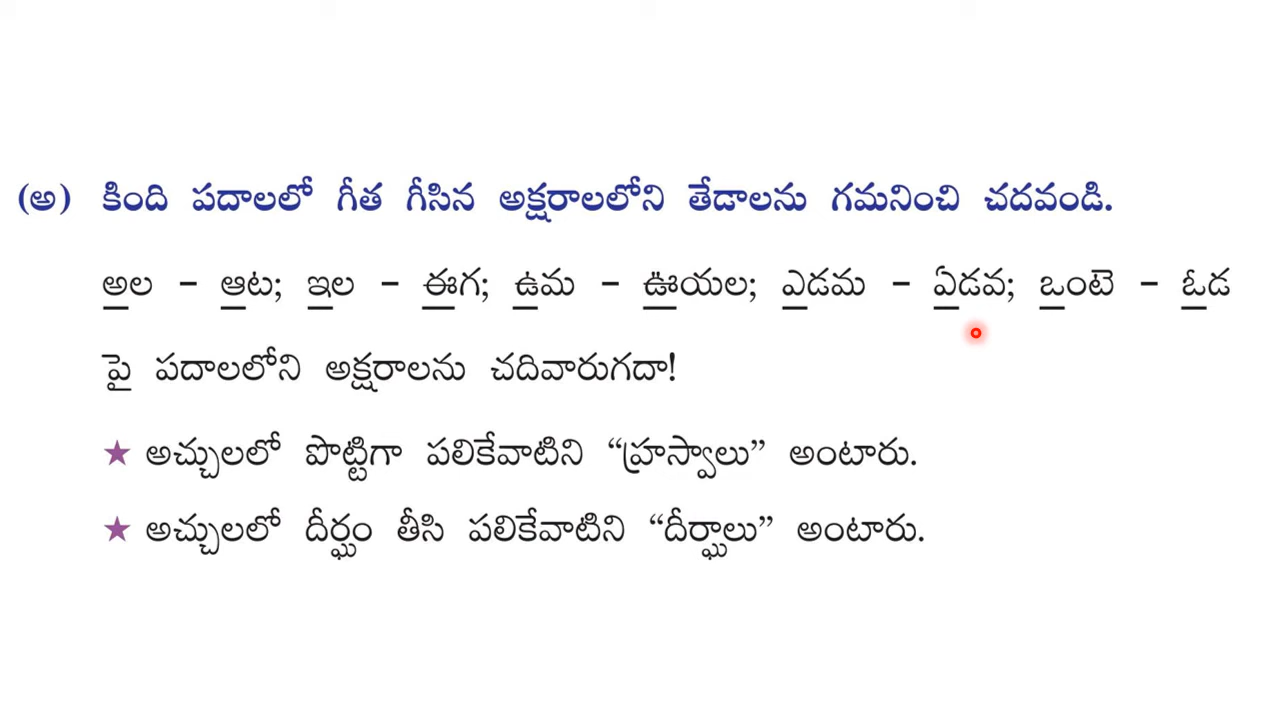 (అ) కింది పదాలలో గీత గీసిన అక్షరాలలోని తేడాలను గమనించి చదవండి.
అల – ఆట; ఇల – ఈగ; ఉమ – ఊయల; ఎడమ – ఏడవ; ఒంటె – ఓడ
పై పదాలలోని అక్షరాలను చదివారుగదా!
★ అచ్చులలో పొట్టిగా పలికేవాటిని “హ్రస్వాలు” అంటారు.
★ అచ్చులలో దీర్ఘం తీసి పలికేవాటిని “దీర్ఘాలు” అంటారు.